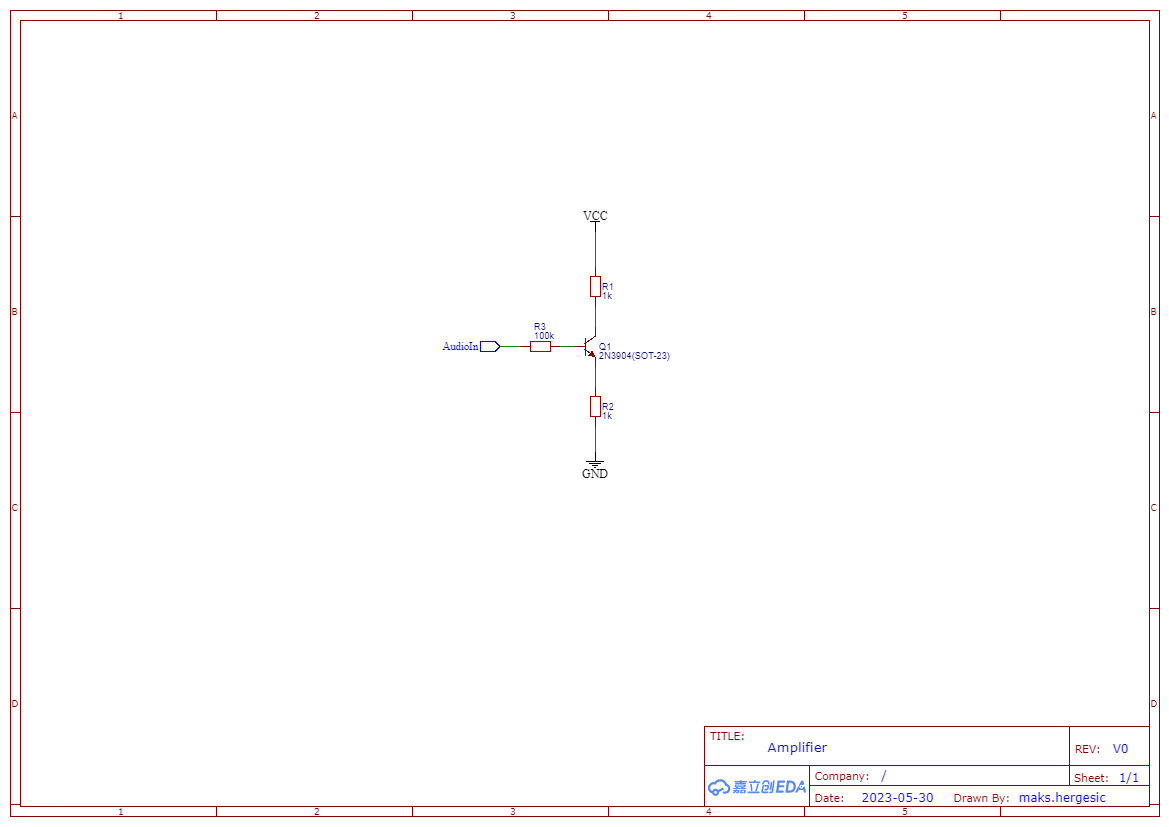 1 2 3 4 5
A A
VCC
R1
1k
B B
R3
100k
AudioIn
Q1
2N3904(SOT-23)
R2
1k
GND
C C
D D
TITLE:
Amplifier
REV: V0
嘉立创EDA
Company: /
Sheet: 1/1
Date: 2023-05-30 Drawn By: maks.hergesic
1 2 3 4 5